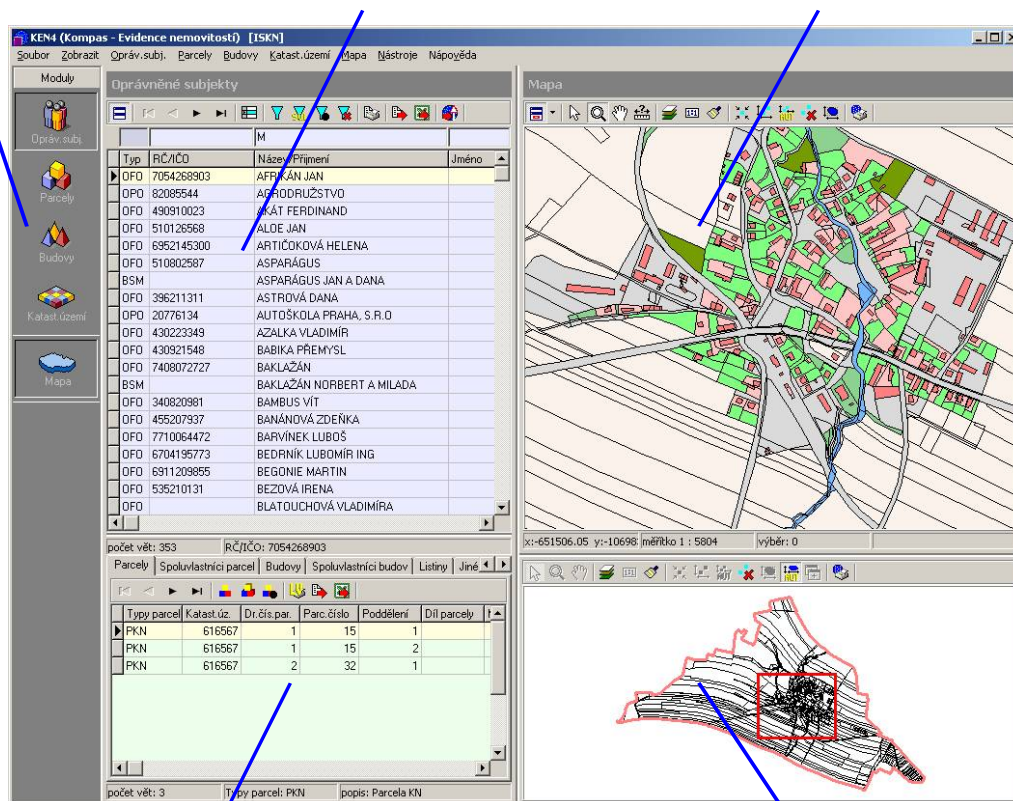 KEN4 (Kompas - Evidence nemovitostí) [ISKN]
Soubor Zobrazit Opráv.subj. Parcely Budovy Katast.území Mapa Nástroje Nápověda
Moduly
Opráv.subj.
Parcely
Budovy
Katast.území
Mapa
Oprávněné subjekty
M
Typ RČ/IČO Název/Příjmení Jméno
OFO 7054268903 AFRIKÁN JAN
OPO 82085544 AGRODRUŽSTVO
OFO 490910023 AKÁT FERDINAND
OFO 510126568 ALOE JAN
OFO 6952145300 ARTIČOKOVÁ HELENA
OFO 510802587 ASPARÁGUS
BSM ASPARÁGUS JAN A DANA
OFO 396211311 ASTROVÁ DANA
OPO 20776134 AUTOŠKOLA PRAHA, S.R.O
OFO 430223349 AZALKA VLADIMÍR
OFO 430921548 BABIKA PŘEMYSL
OFO 7408072727 BAKLAŽÁN
BSM BAKLAŽÁN NORBERT A MILADA
OFO 340820981 BAMBUS VÍT
OFO 455207937 BANÁNOVÁ ZDEŇKA
OFO 7710064472 BARVÍNEK LUBOŠ
OFO 6704195773 BEDRNÍK LUBOMÍR ING
OFO 6911209855 BEGONIE MARTIN
OFO 535210131 BEZOVÁ IRENA
OFO BLATOUCHOVÁ VLADIMÍRA
počet vět: 353 RČ/IČO: 7054268903
Parcely Spoluvlastníci parcel Budovy Spoluvlastníci budov Listiny Jiné
Typy parcel Katast.úz. Dr.čís.par. Parc.číslo Poddělení Díl parcely
PKN 616567 1 15 1
PKN 616567 1 15 2
PKN 616567 2 32 1
počet vět: 3 Typy parcel: PKN popis: Parcela KN
Mapa
x:-651506.05 y:-10698 měřítko 1 : 5804 výběr: 0